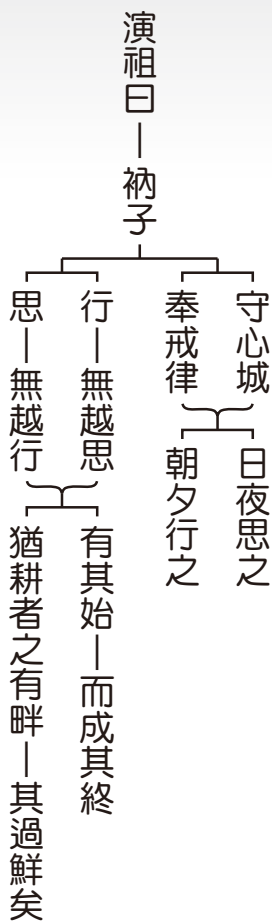 演祖曰—衲子
守心城
奉戒律
日夜思之
朝夕行之
行—無越思
思—無越行
有其始—而成其終
猶耕者之有畔—其過鮮矣